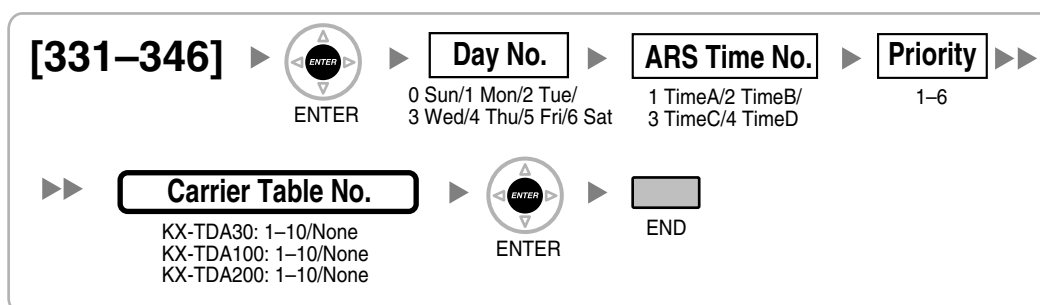 [331–346]
ENTER
ENTER
Day No.
0 Sun/1 Mon/2 Tue/
3 Wed/4 Thu/5 Fri/6 Sat
ARS Time No.
1 TimeA/2 TimeB/
3 TimeC/4 TimeD
Priority
1–6
Carrier Table No.
KX-TDA30: 1–10/None
KX-TDA100: 1–10/None
KX-TDA200: 1–10/None
ENTER
ENTER
END